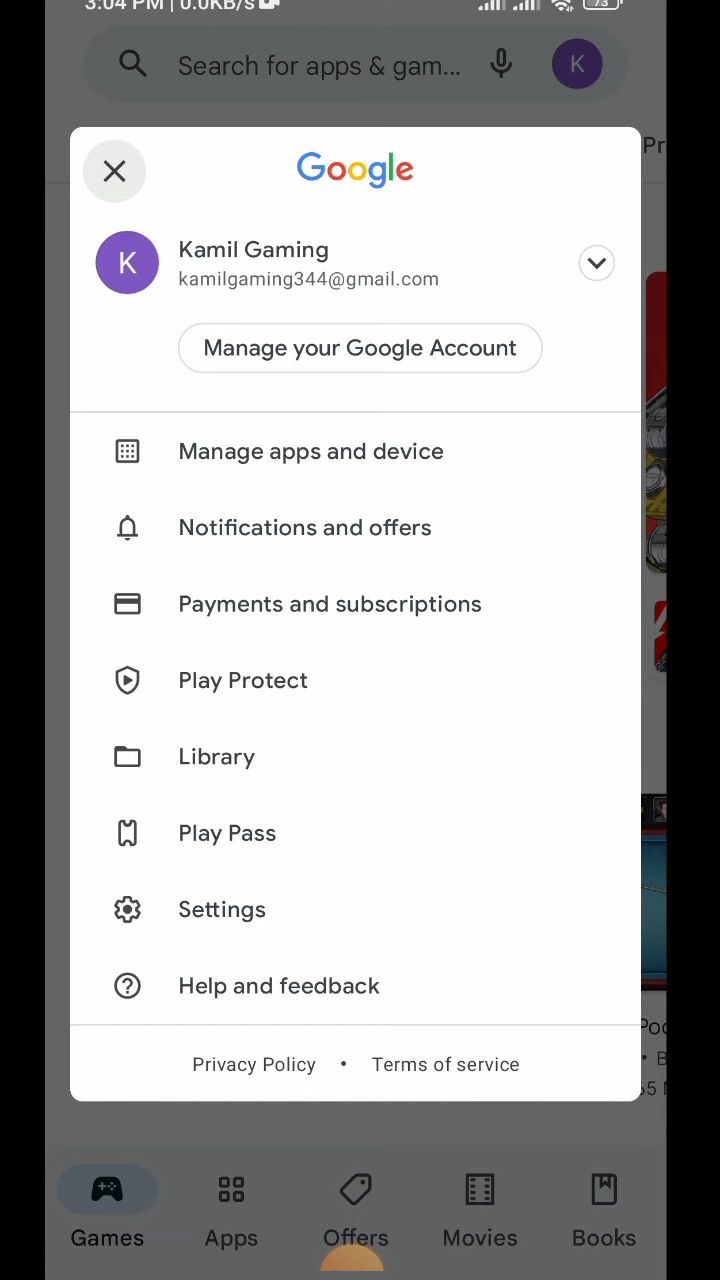 3:04 PM | 0.0KB/s
73
Search for apps & gam...
K
Pr
Google
K
Kamil Gaming
kamilgaming344@gmail.com
Manage your Google Account
Manage apps and device
Notifications and offers
Payments and subscriptions
Play Protect
Library
Play Pass
Settings
Help and feedback
Privacy Policy • Terms of service
Games Apps Offers Movies Books